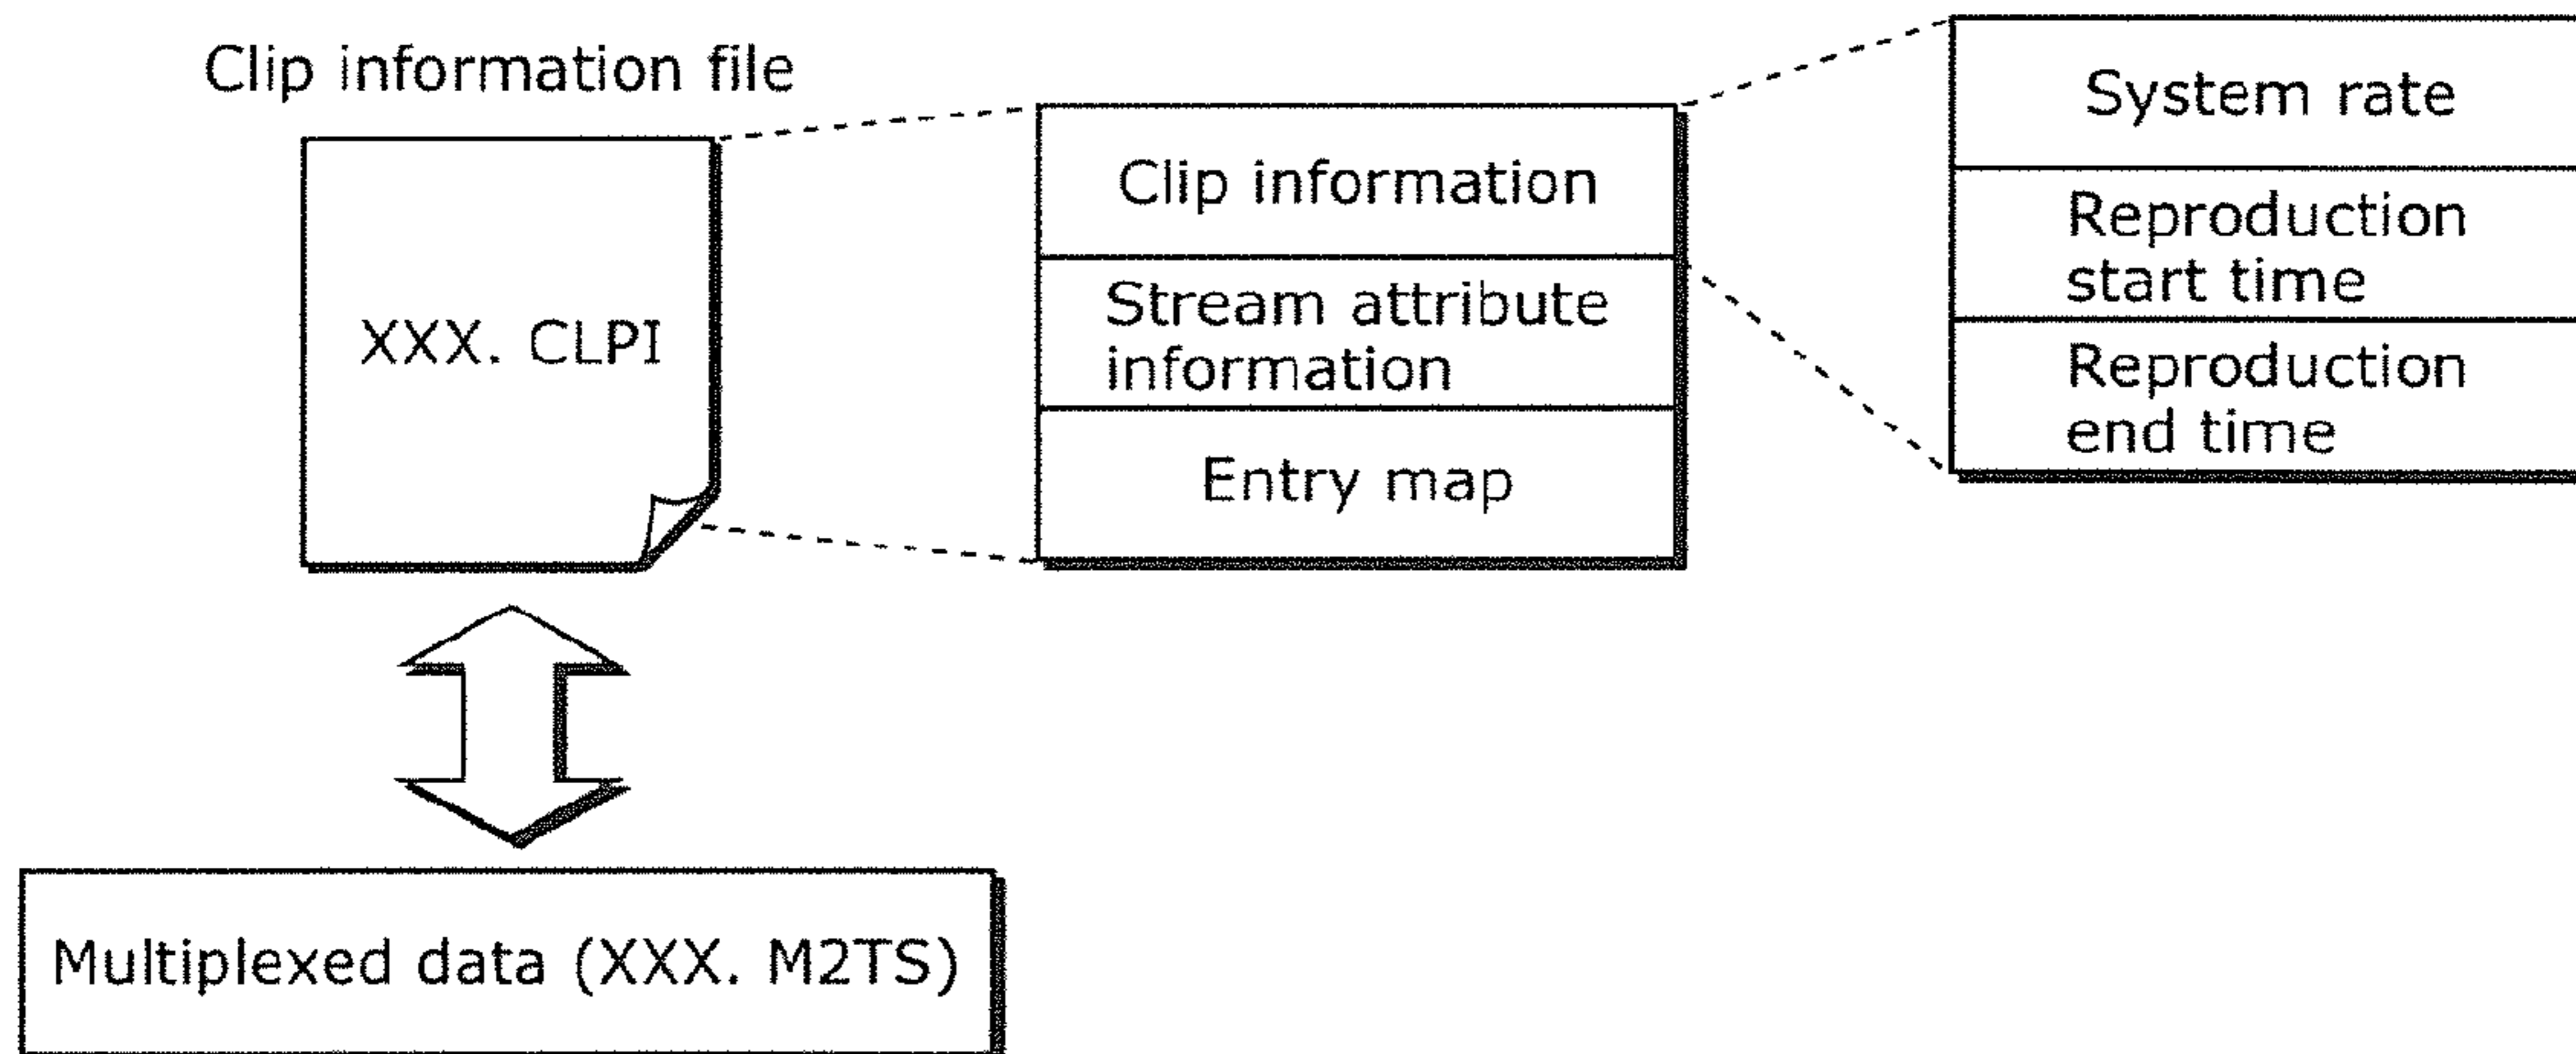 Clip information file
XXX. CLPI
Multiplexed data (XXX. M2TS)
Clip information
Stream attribute
information
Entry map
System rate
Reproduction
start time
Reproduction
end time